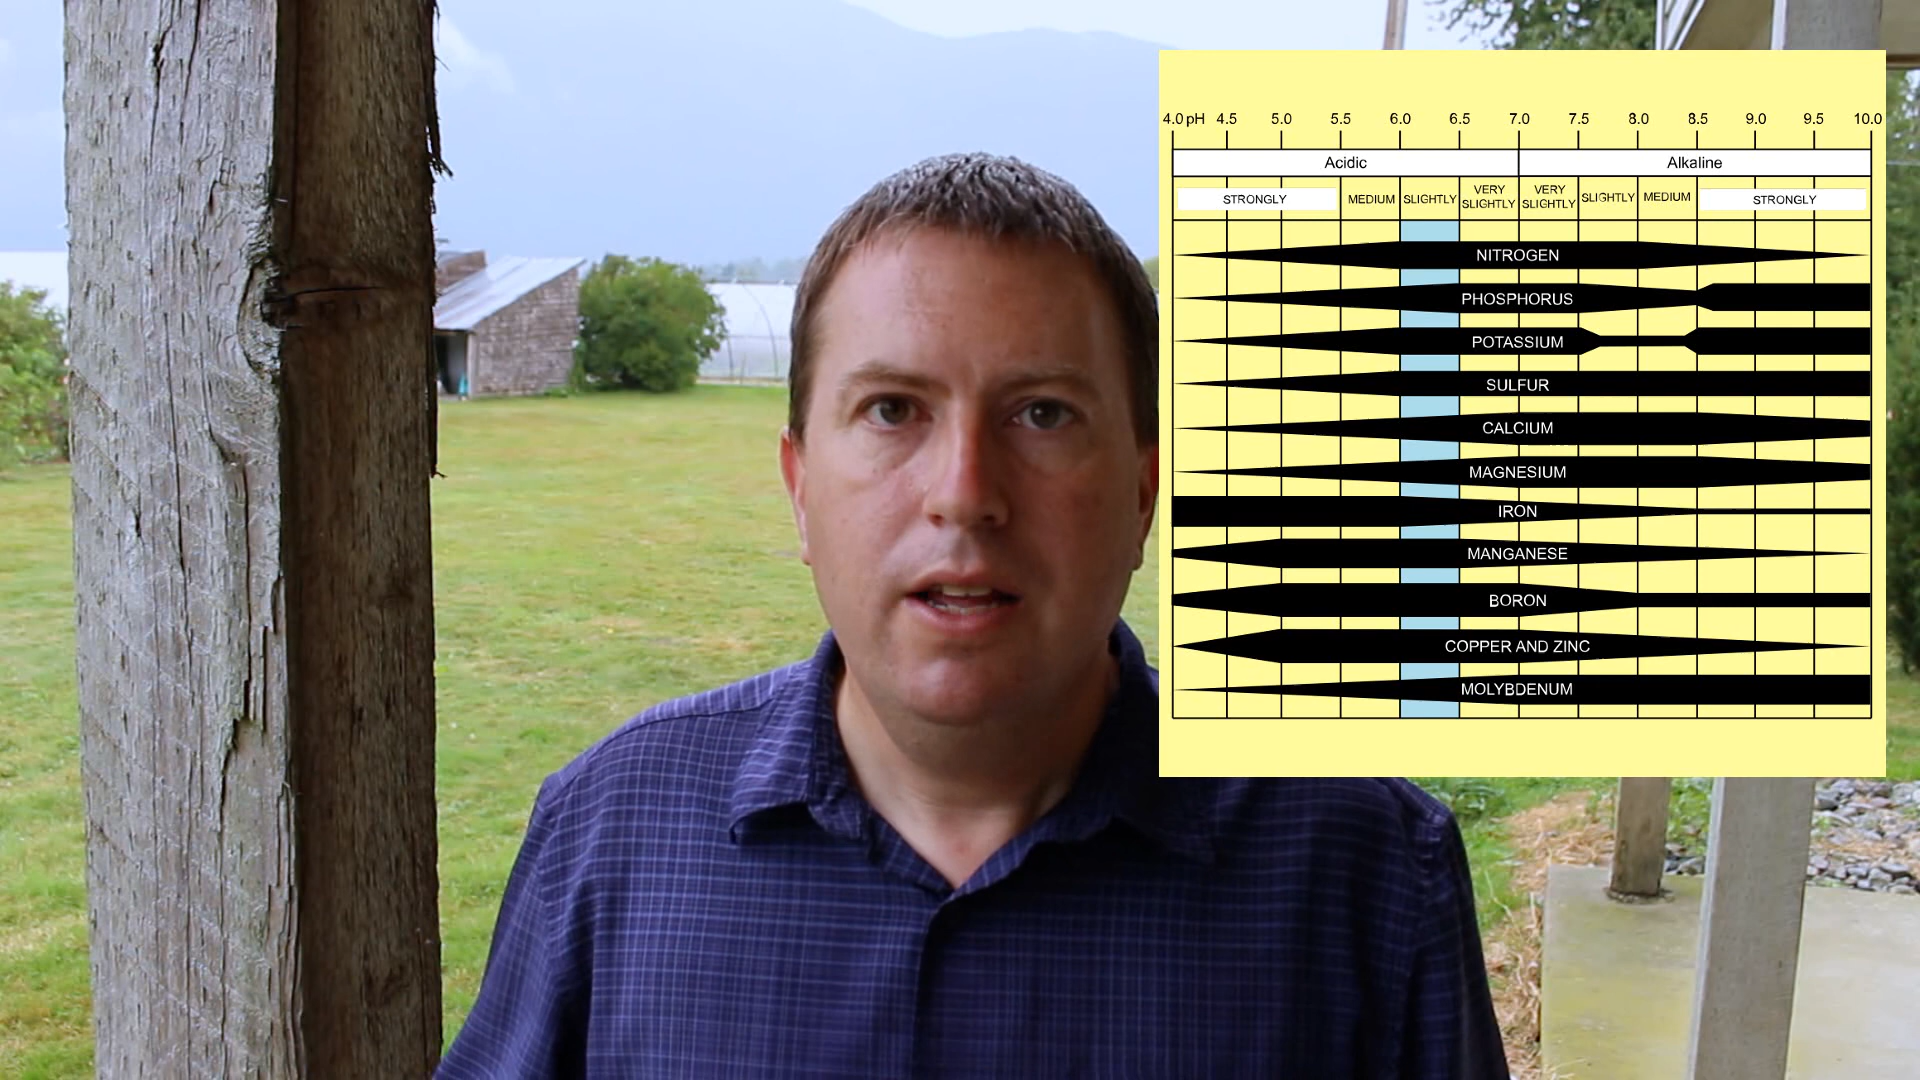 4.0 pH 4.5 5.0 5.5 6.0 6.5 7.0 7.5 8.0 8.5 9.0 9.5 10.0
Acidic Alkaline
STRONGLY MEDIUM SLIGHTLY VERY SLIGHTLY VERY SLIGHTLY SLIGHTLY MEDIUM STRONGLY
NITROGEN
PHOSPHORUS
POTASSIUM
SULFUR
CALCIUM
MAGNESIUM
IRON
MANGANESE
BORON
COPPER AND ZINC
MOLYBDENUM